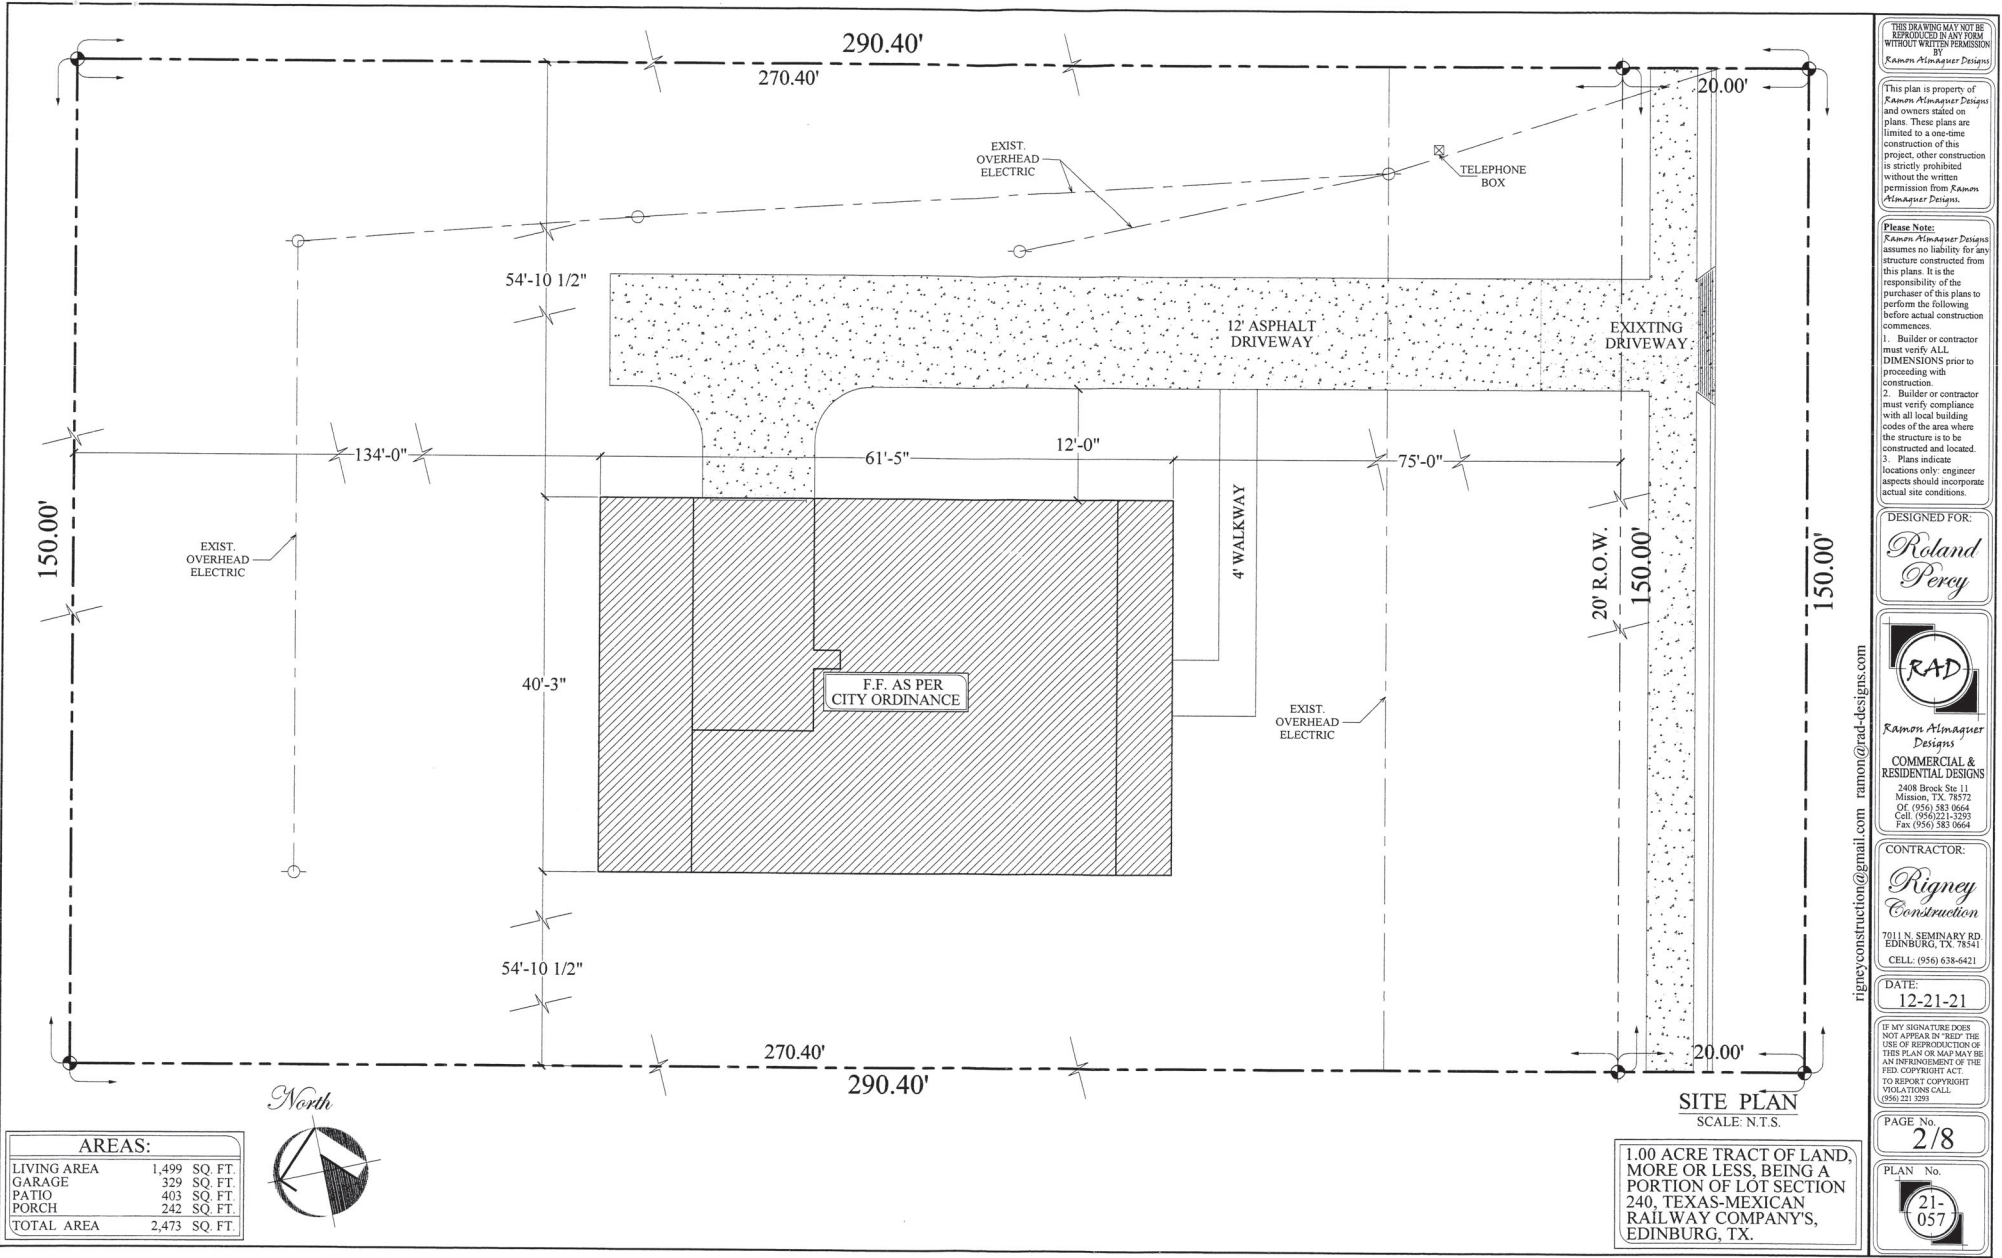 290.40'
270.40'
20.00'
EXIST.
OVERHEAD
ELECTRIC
TELEPHONE
BOX
54'-10 1/2"
12' ASPHALT
DRIVEWAY
EXIXTING
DRIVEWAY
134'-0"
61'-5"
12'-0"
75'-0"
150.00'
EXIST.
OVERHEAD
ELECTRIC
4' WALKWAY
20' R.O.W.
150.00'
150.00'
40'-3"
F.F. AS PER
CITY ORDINANCE
EXIST.
OVERHEAD
ELECTRIC
54'-10 1/2"
270.40'
290.40'
20.00'
SITE PLAN
SCALE: N.T.S.
North
AREAS:
LIVING AREA 1,499 SQ. FT.
GARAGE 329 SQ. FT.
PATIO 403 SQ. FT.
PORCH 242 SQ. FT.
TOTAL AREA 2,473 SQ. FT.
1.00 ACRE TRACT OF LAND,
MORE OR LESS, BEING A
PORTION OF LOT SECTION
240, TEXAS-MEXICAN
RAILWAY COMPANY'S,
EDINBURG, TX.
rigneyconstruction@gmail.com ramon@rad-designs.com
THIS DRAWING MAY NOT BE
REPRODUCED IN ANY FORM
WITHOUT WRITTEN PERMISSION
BY
Ramon Almaguer Designs
This plan is property of
Ramon Almaguer Designs
and owners stated on
plans. These plans are
limited to a one-time
construction of this
project, other construction
is strictly prohibited
without the written
permission from Ramon
Almaguer Designs.
Please Note:
Ramon Almaguer Designs
assumes no liability for any
structure constructed from
this plans. It is the
responsibility of the
purchaser of this plans to
perform the following
before actual construction
commences.
1. Builder or contractor
must verify ALL
DIMENSIONS prior to
proceeding with
construction.
2. Builder or contractor
must verify compliance
with all local building
codes of the area where
the structure is to be
constructed and located.
3. Plans indicate
locations only: engineer
aspects should incorporate
actual site conditions.
DESIGNED FOR:
Roland
Percy
RAD
Ramon Almaguer
Designs
COMMERCIAL &
RESIDENTIAL DESIGNS
2408 Brock Ste 11
Mission, TX. 78572
Of. (956) 583 0664
Cell. (956)221-3293
Fax (956) 583 0664
CONTRACTOR:
Rigney
Construction
7011 N. SEMINARY RD.
EDINBURG, TX. 78541
CELL: (956) 638-6421
DATE:
12-21-21
IF MY SIGNATURE DOES
NOT APPEAR IN "RED" THE
USE OF REPRODUCTION OF
THIS PLAN OR MAP MAY BE
AN INFRINGEMENT OF THE
FED. COPYRIGHT ACT.
TO REPORT COPYRIGHT
VIOLATIONS CALL
(956) 221 3293
PAGE No.
2/8
PLAN No.
21-
057